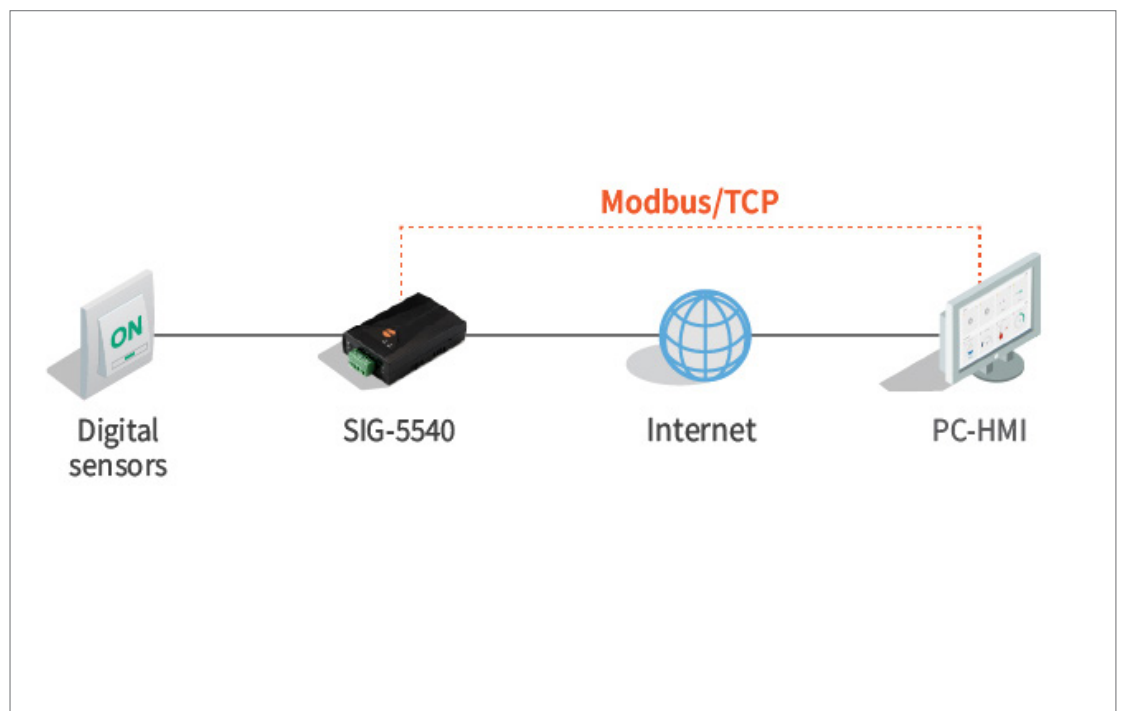 Modbus/TCP
ON
Digital
sensors
SIG-5540
Internet
PC-HMI